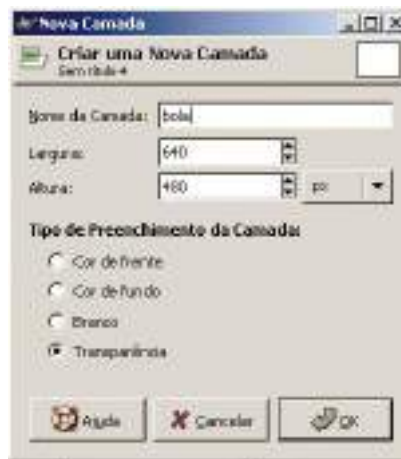 Nova Camada
Criar uma Nova Camada
Sem título-4
Nome da Camada: bola
Largura: 640
Altura: 480 px
Tipo de Preenchimento da Camada:
Cor de frente
Cor de fundo
Branco
Transparência
Ajuda Cancelar OK